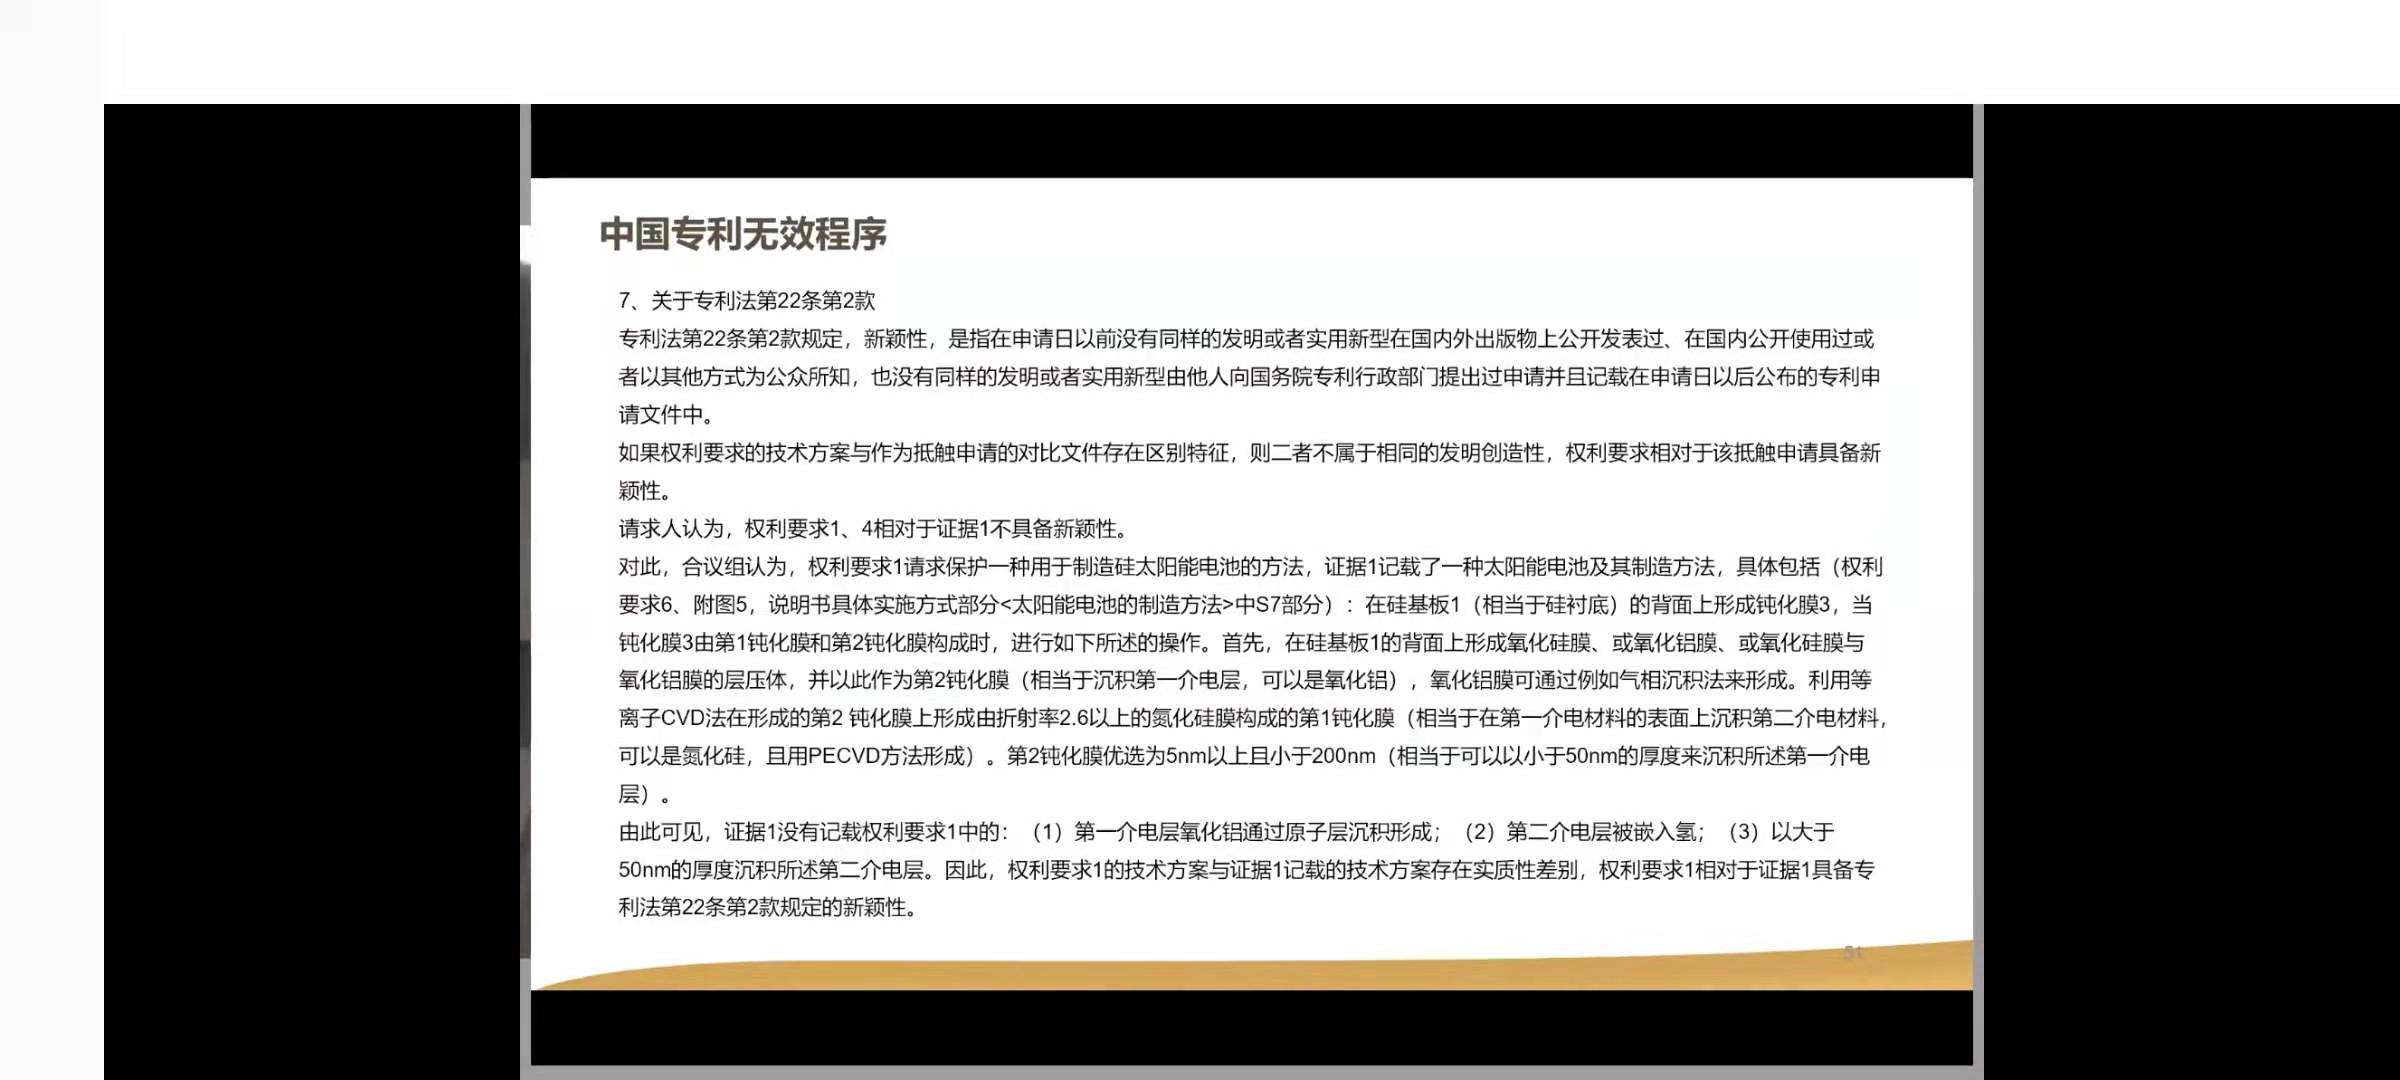 中国专利无效程序
7、关于专利法第22条第2款
专利法第22条第2款规定，新颖性，是指在申请日以前没有同样的发明或者实用新型在国内外出版物上公开发表过、在国内公开使用过或
者以其他方式为公众所知，也没有同样的发明或者实用新型由他人向国务院专利行政部门提出过申请并且记载在申请日以后公布的专利申
请文件中。
如果权利要求的技术方案与作为抵触申请的对比文件存在区别特征，则二者不属于相同的发明创造性，权利要求相对于该抵触申请具备新
颖性。
请求人认为，权利要求1、4相对于证据1不具备新颖性。
对此，合议组认为，权利要求1请求保护一种用于制造硅太阳能电池的方法，证据1记载了一种太阳能电池及其制造方法，具体包括（权利
要求6、附图5，说明书具体实施方式部分<太阳能电池的制造方法>中S7部分）：在硅基板1（相当于硅衬底）的背面上形成钝化膜3，当
钝化膜3由第1钝化膜和第2钝化膜构成时，进行如下所述的操作。首先，在硅基板1的背面上形成氧化硅膜、或氧化铝膜、或氧化硅膜与
氧化铝膜的层压体，并以此作为第2钝化膜（相当于沉积第一介电层，可以是氧化铝），氧化铝膜可通过例如气相沉积法来形成。利用等
离子CVD法在形成的第2 钝化膜上形成由折射率2.6以上的氮化硅膜构成的第1钝化膜（相当于在第一介电材料的表面上沉积第二介电材料，
可以是氮化硅，且用PECVD方法形成）。第2钝化膜优选为5nm以上且小于200nm（相当于可以以小于50nm的厚度来沉积所述第一介电
层）。
由此可见，证据1没有记载权利要求1中的：（1）第一介电层氧化铝通过原子层沉积形成；（2）第二介电层被嵌入氢；（3）以大于
50nm的厚度沉积所述第二介电层。因此，权利要求1的技术方案与证据1记载的技术方案存在实质性差别，权利要求1相对于证据1具备专
利法第22条第2款规定的新颖性。
51